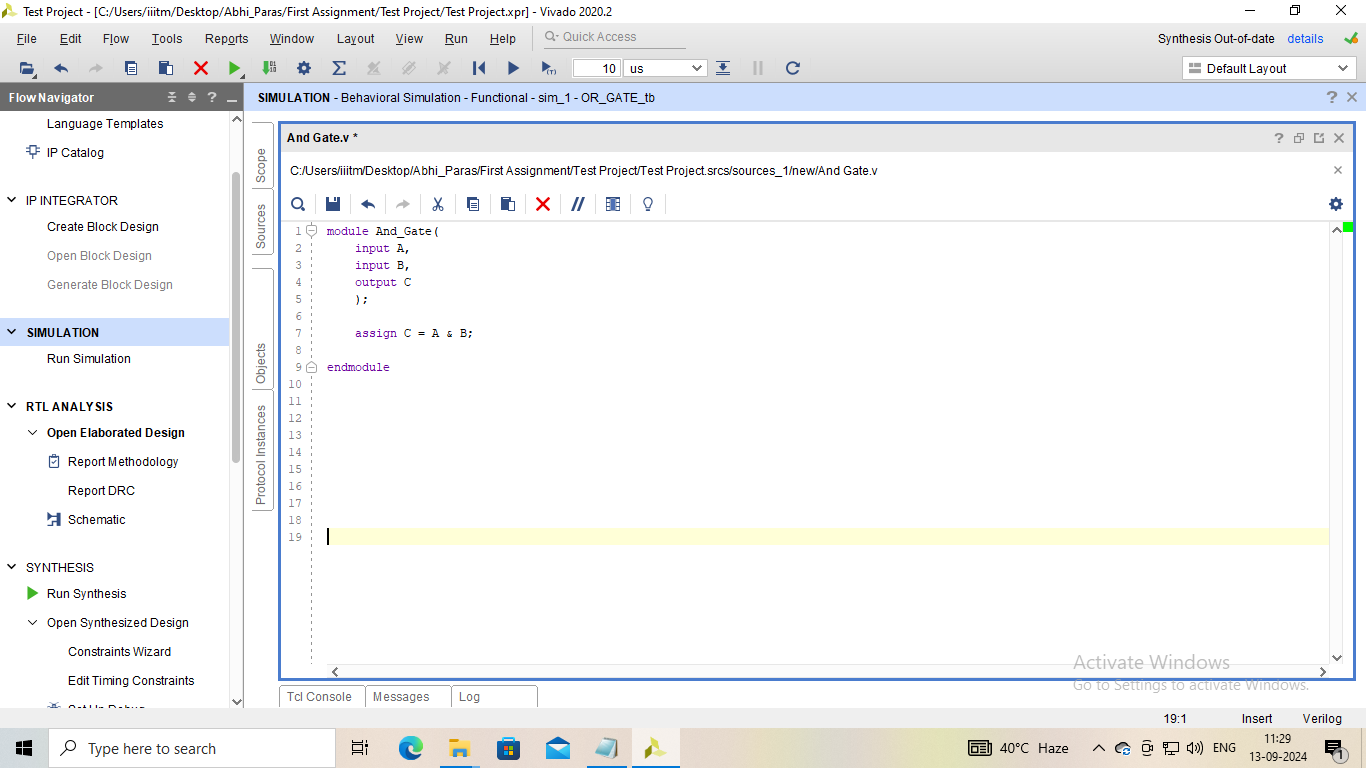 Test Project - [C:/Users/iiitm/Desktop/Abhi_Paras/First Assignment/Test Project/Test Project.xpr] - Vivado 2020.2
File Edit Flow Tools Reports Window Layout View Run Help Quick Access
Synthesis Out-of-date details
10 us
Default Layout
Flow Navigator
SIMULATION - Behavioral Simulation - Functional - sim_1 - OR_GATE_tb
Language Templates
IP Catalog
IP INTEGRATOR
Create Block Design
Open Block Design
Generate Block Design
SIMULATION
Run Simulation
RTL ANALYSIS
Open Elaborated Design
Report Methodology
Report DRC
Schematic
SYNTHESIS
Run Synthesis
Open Synthesized Design
Constraints Wizard
Edit Timing Constraints
Scope
Sources
Objects
Protocol Instances
And Gate.v *
C:/Users/iiitm/Desktop/Abhi_Paras/First Assignment/Test Project/Test Project.srcs/sources_1/new/And Gate.v
1 module And_Gate(
2 input A,
3 input B,
4 output C
5 );
6
7 assign C = A & B;
8
9 endmodule
10
11
12
13
14
15
16
17
18
19
Activate Windows
Go to Settings to activate Windows.
Tcl Console Messages Log
19:1 Insert Verilog
Type here to search
40°C Haze
ENG
11:29
13-09-2024
1